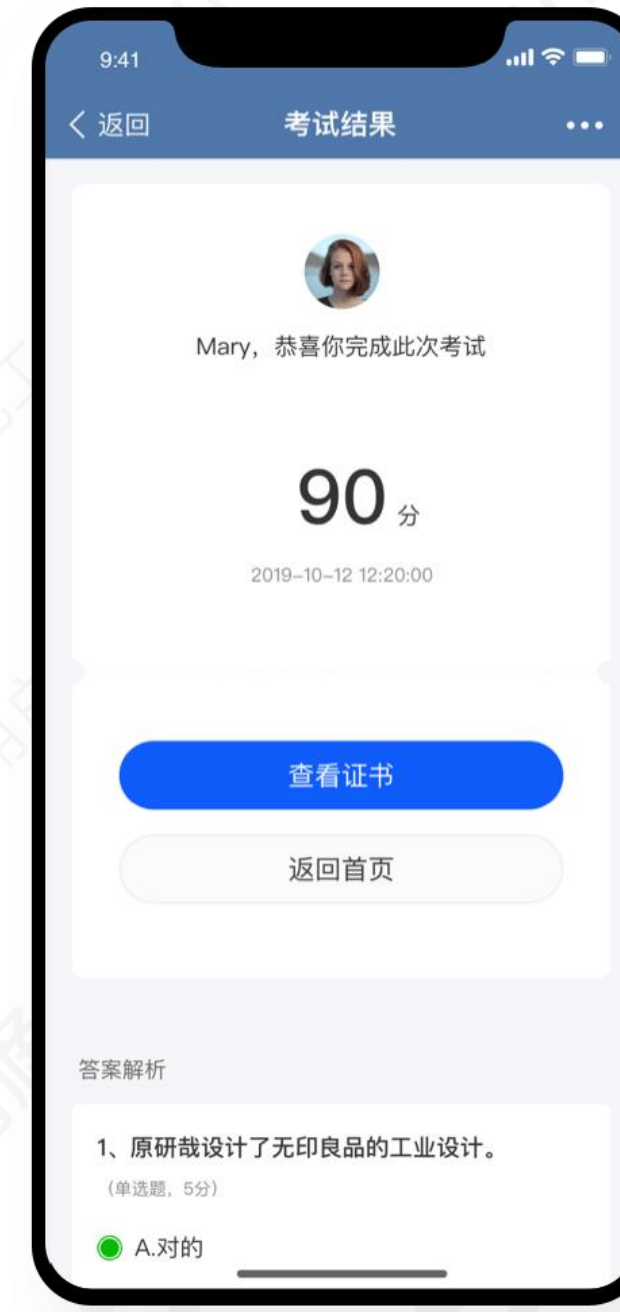 9:41
返回
考试结果
Mary，恭喜你完成此次考试
90 分
2019-10-12 12:20:00
查看证书
返回首页
答案解析
1、原研哉设计了无印良品的工业设计。
（单选题，5分）
A.对的